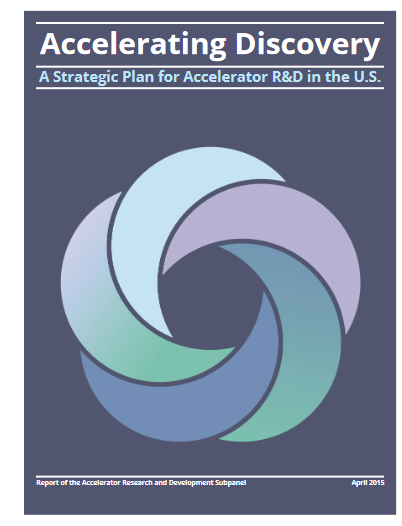 Accelerating Discovery
A Strategic Plan for Accelerator R&D in the U.S.
Report of the Accelerator Research and Development Subpanel April 2015